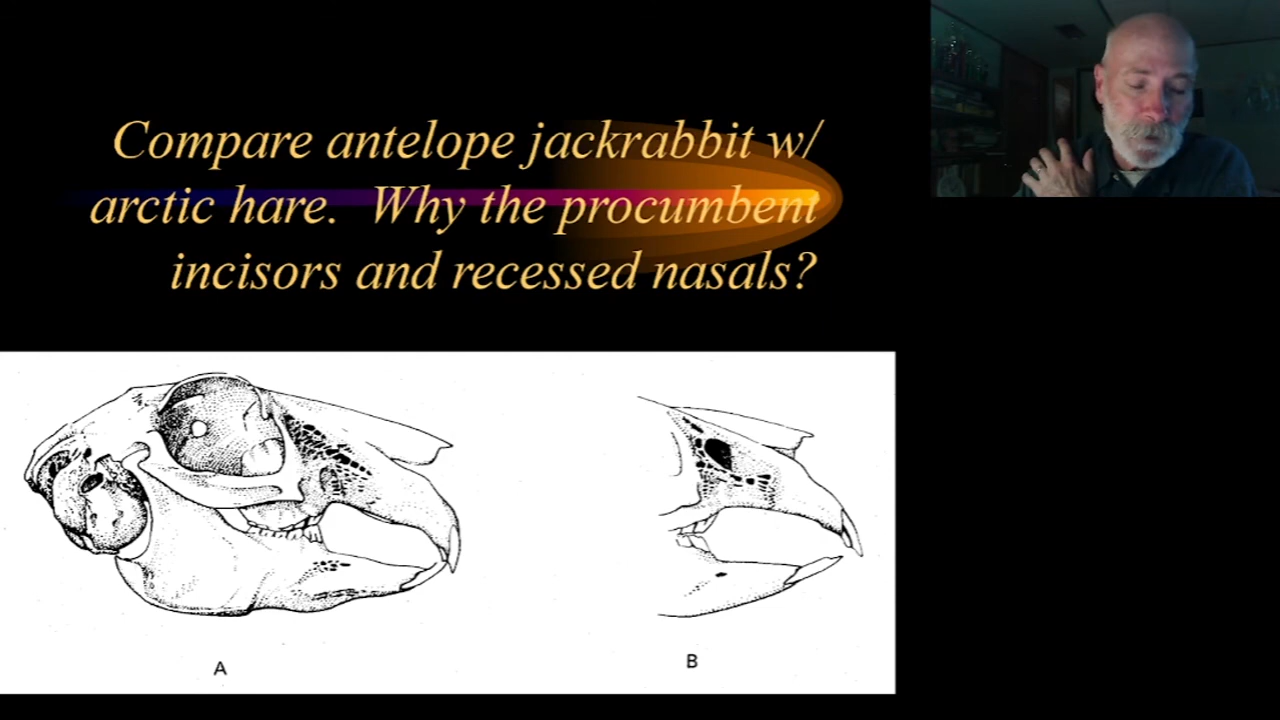 Compare antelope jackrabbit w/
arctic hare. Why the procumbent
incisors and recessed nasals?
A
B